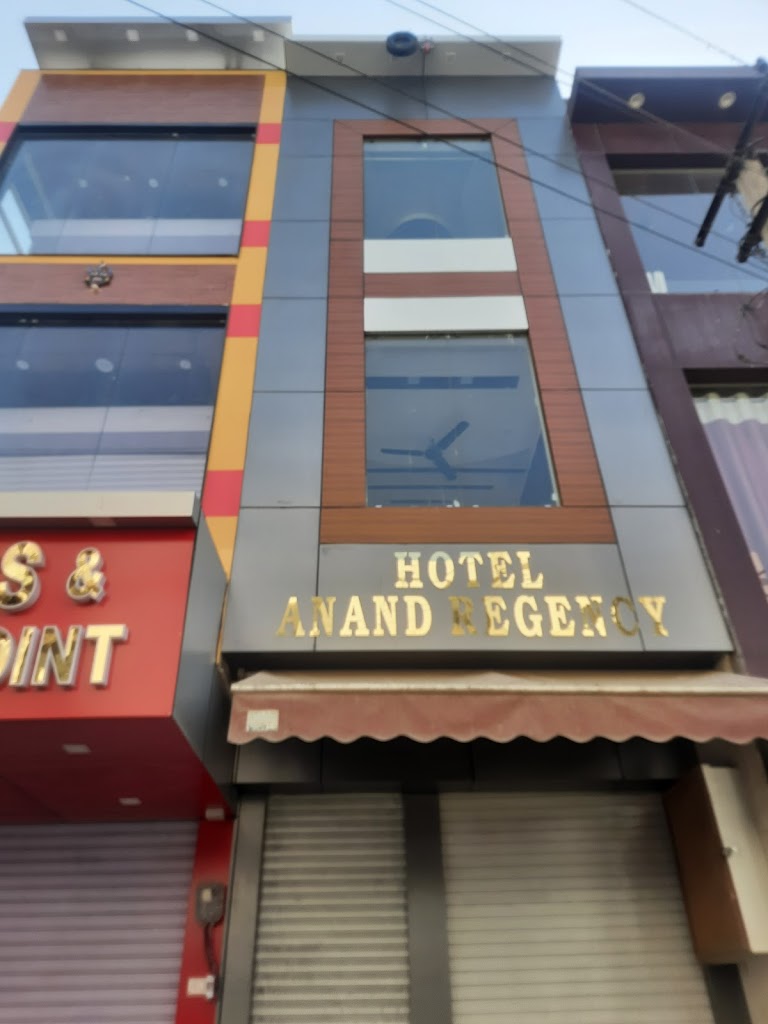 S &
OINT
HOTEL
ANAND REGENCY